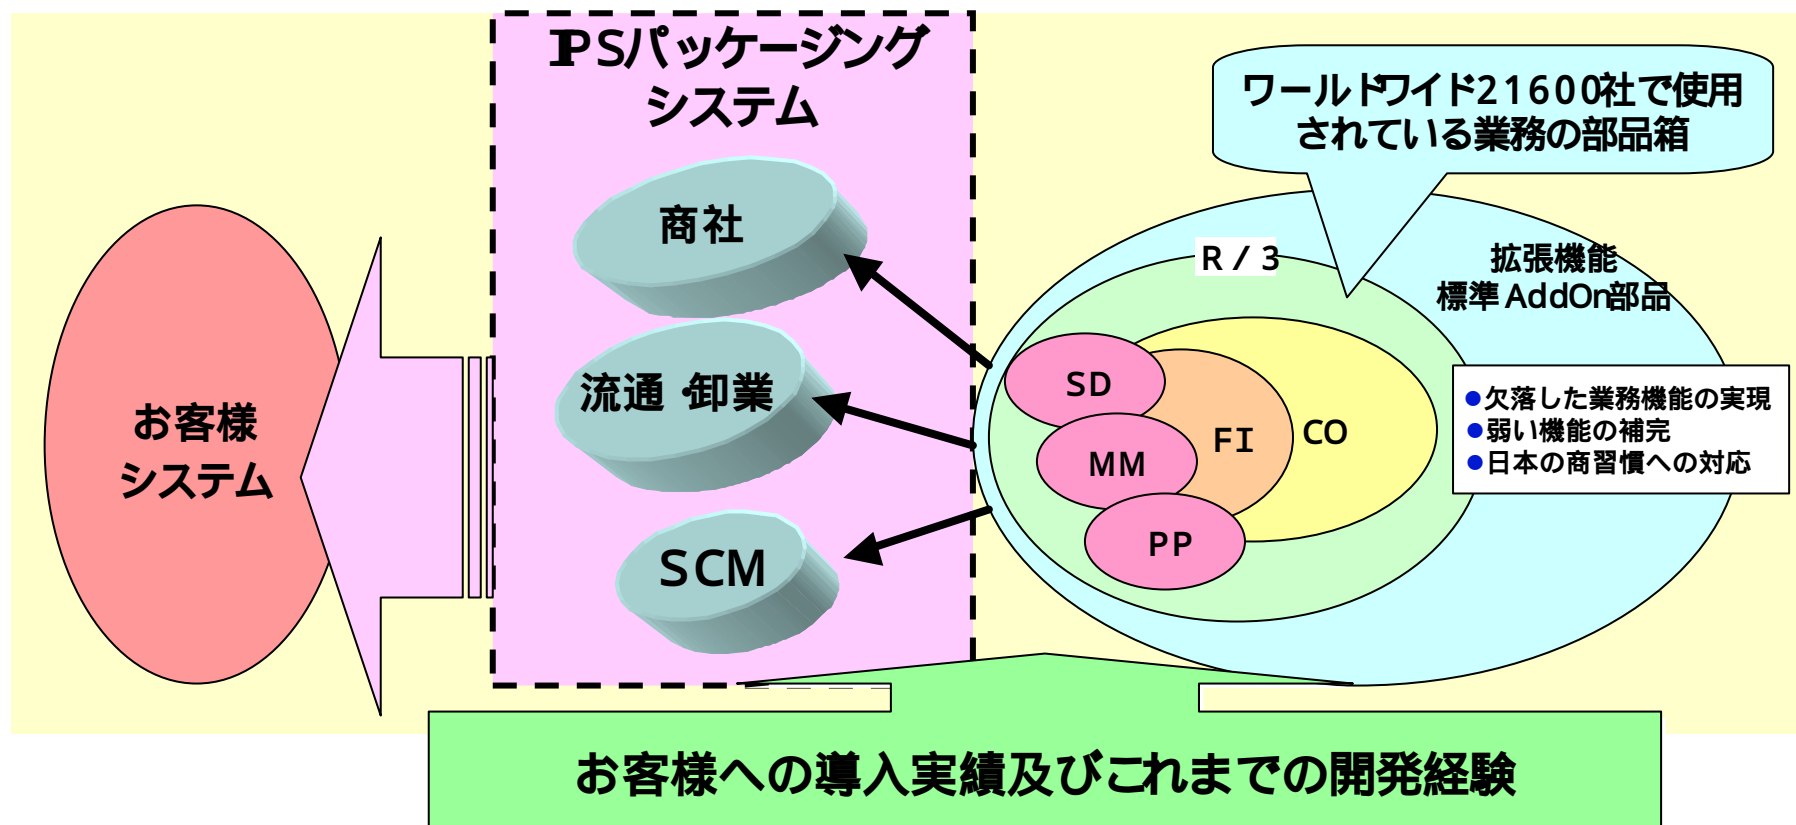 IPSパッケージング
システム
ワールドワイド21600社で使用
されている業務の部品箱
商社
R/3
拡張機能
標準AddOn部品
流通・卸業
SD
お客様
システム
FI
CO
MM
●欠落した業務機能の実現
●弱い機能の補完
●日本の商習慣への対応
PP
SCM
お客様への導入実績及びこれまでの開発経験